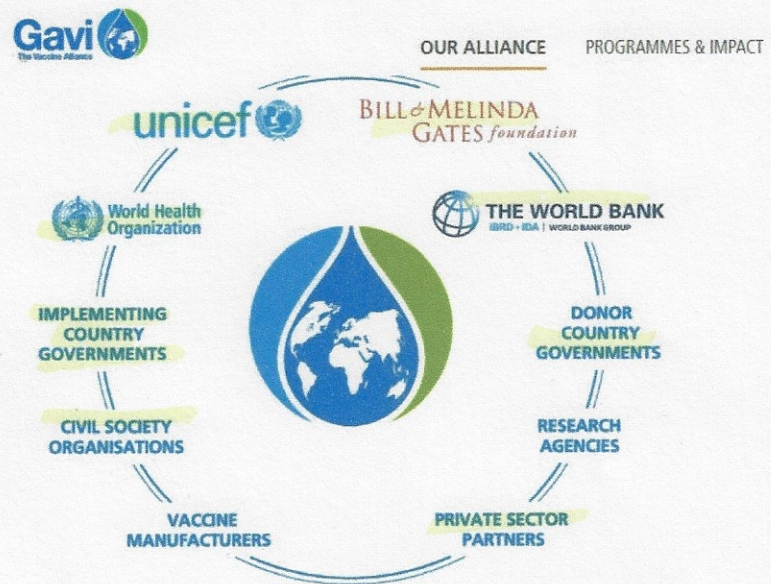 Gavi
The Vaccine Alliance
OUR ALLIANCE PROGRAMMES & IMPACT
unicef
BILL & MELINDA
GATES foundation
World Health
Organization
THE WORLD BANK
IBRD • IDA | WORLD BANK GROUP
IMPLEMENTING
COUNTRY
GOVERNMENTS
DONOR
COUNTRY
GOVERNMENTS
CIVIL SOCIETY
ORGANISATIONS
RESEARCH
AGENCIES
VACCINE
MANUFACTURERS
PRIVATE SECTOR
PARTNERS